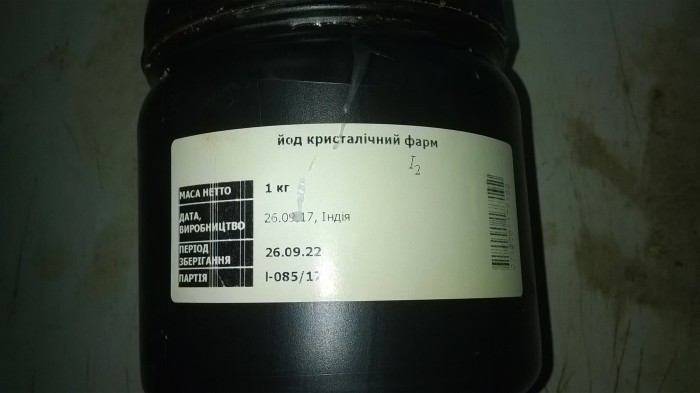 йод кристалічний фарм
I2
МАСА НЕТТО 1 кг
ДАТА, ВИРОБНИЦТВО 26.09.17, Індія
ПЕРІОД ЗБЕРІГАННЯ 26.09.22
ПАРТІЯ I-085/17